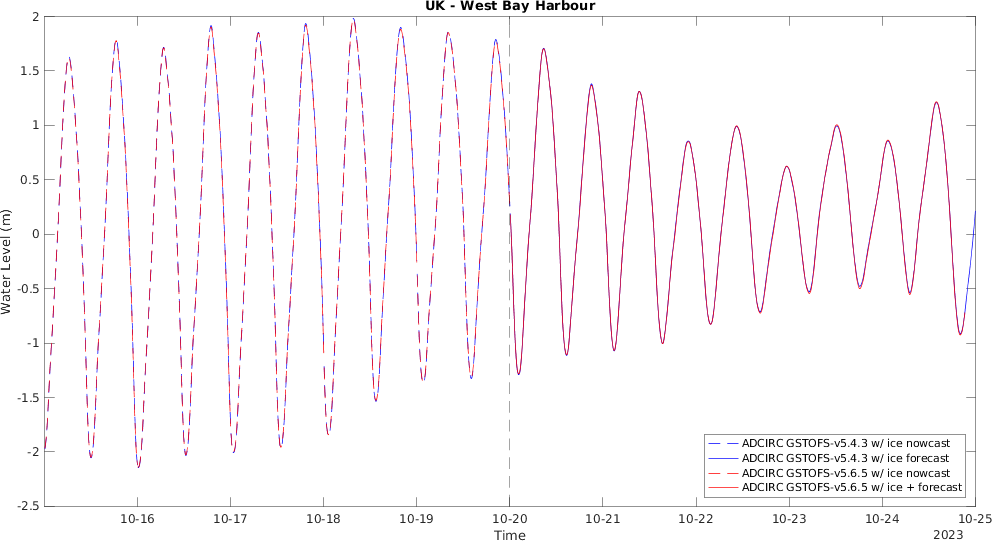 UK - West Bay Harbour
2
1.5
1
0.5
0
-0.5
-1
-1.5
-2
-2.5
Water Level (m)
ADCIRC GSTOFS-v5.4.3 w/ ice nowcast
ADCIRC GSTOFS-v5.4.3 w/ ice forecast
ADCIRC GSTOFS-v5.6.5 w/ ice nowcast
ADCIRC GSTOFS-v5.6.5 w/ ice + forecast
10-16 10-17 10-18 10-19 10-20 10-21 10-22 10-23 10-24 10-25
Time
2023